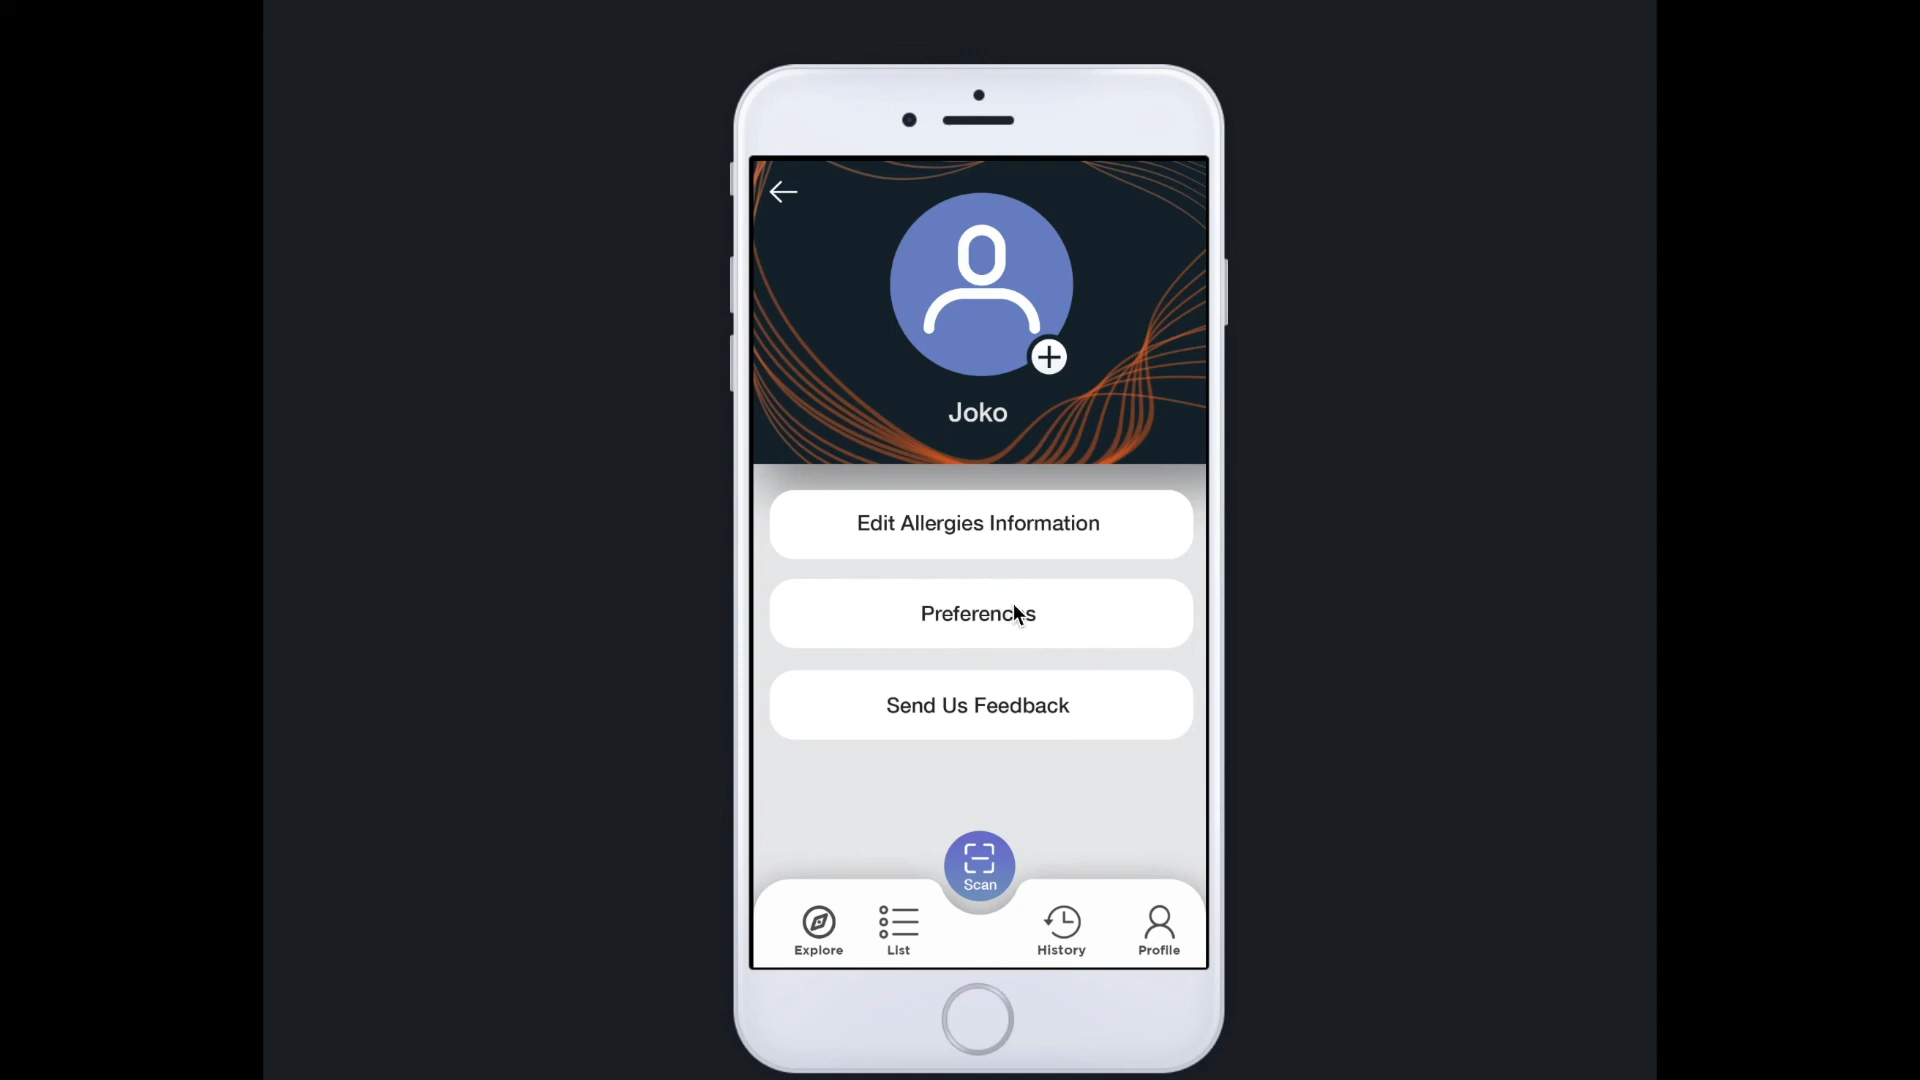 Joko
Edit Allergies Information
Preferences
Send Us Feedback
Scan
Explore
List
History
Profile